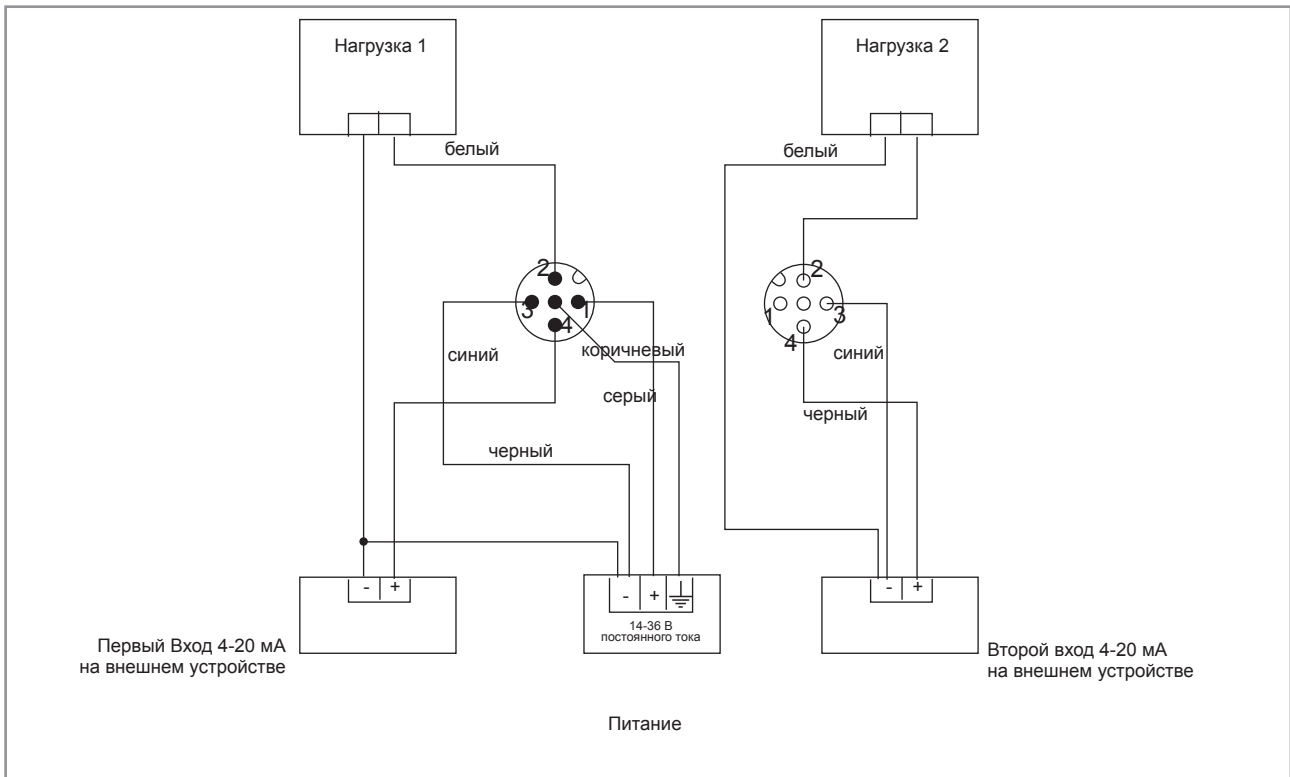 Нагрузка 1
Нагрузка 2
белый
белый
2
3
1
4
2
1
3
4
синий
коричневый
серый
синий
черный
черный
- +
- +
- +
14-36 В
постоянного тока
Первый Вход 4-20 мА
на внешнем устройстве
Второй вход 4-20 мА
на внешнем устройстве
Питание